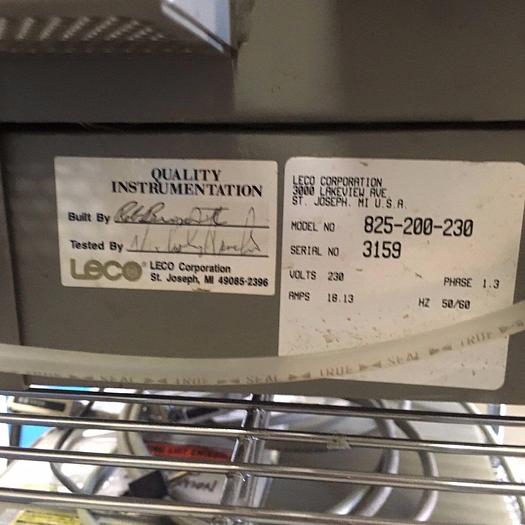 QUALITY
INSTRUMENTATION
Built By
Tested By
LECO® LECO Corporation
St. Joseph, MI 49085-2396
LECO CORPORATION
3000 LAKEVIEW AVE.
ST. JOSEPH, MI U.S.A.
MODEL NO 825-200-230
SERIAL NO 3159
VOLTS 230 PHASE 1.3
AMPS 18.13 HZ 50/60
SEAL TRUE SEAL TRUE SEAL TRUE